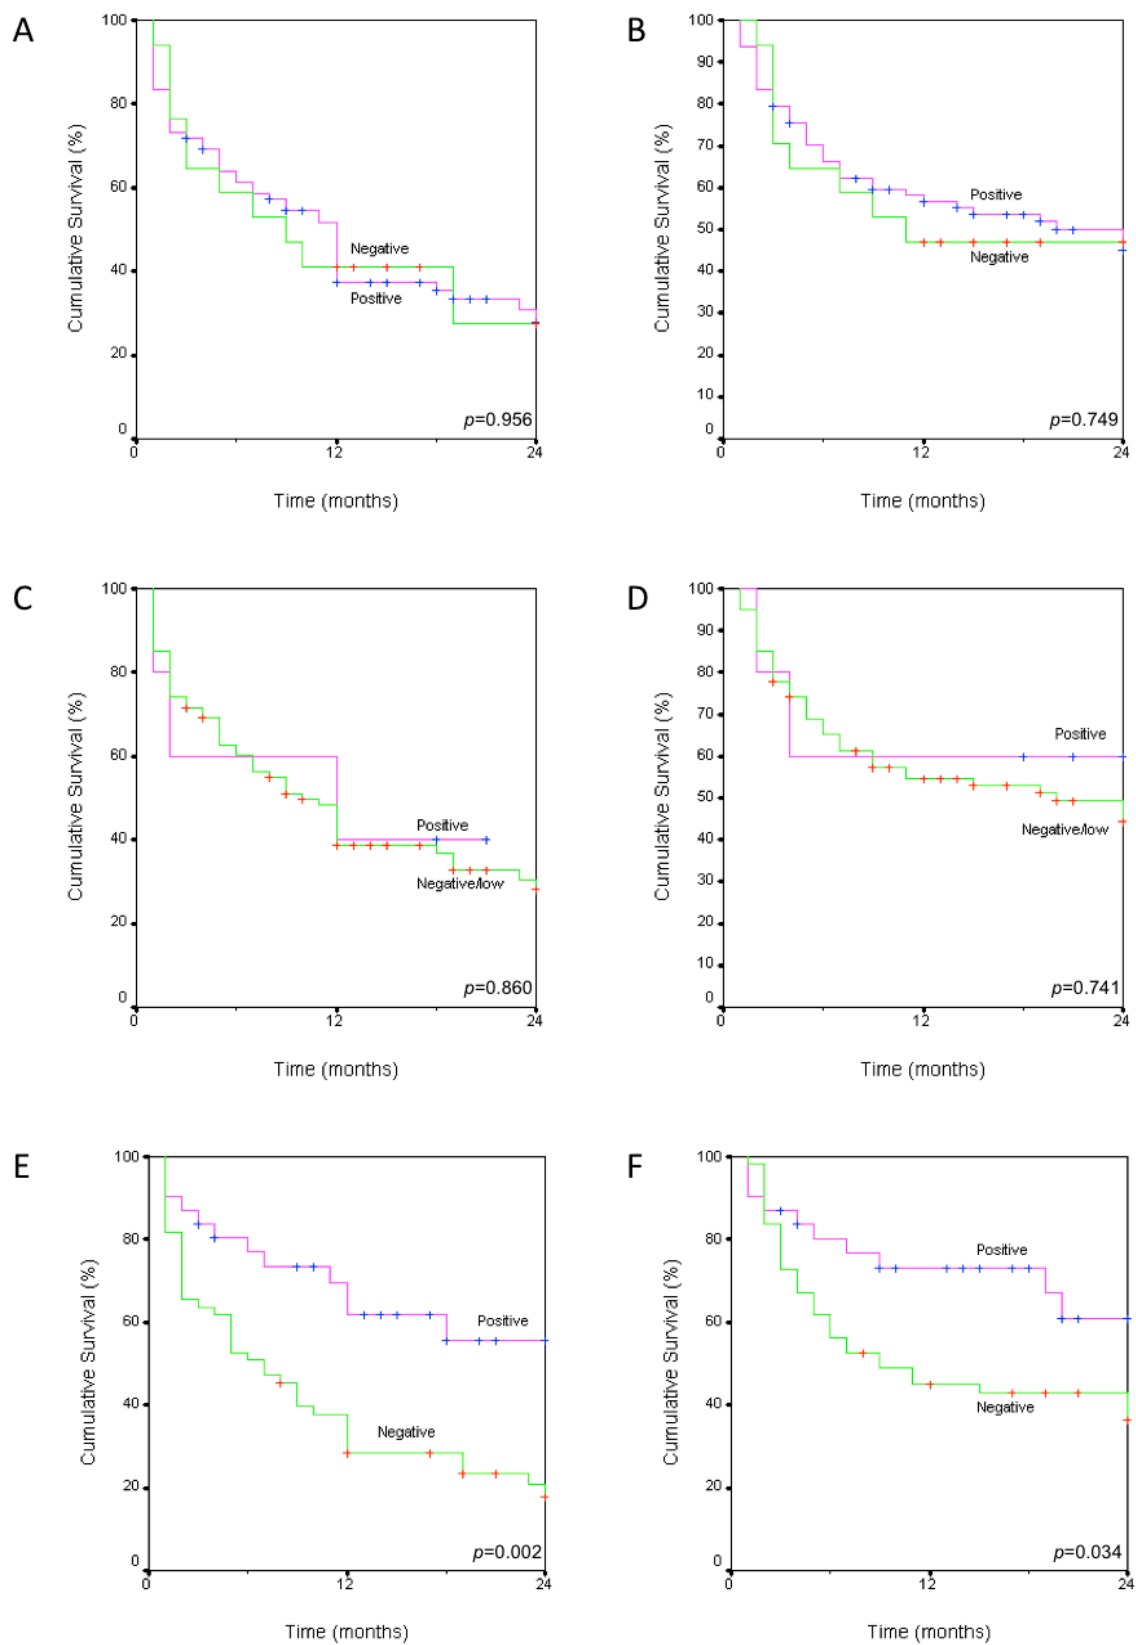 A
100
80
60
40
20
0
Cumulative Survival (%)
Negative
Positive
p=0.956
0
12
24
Time (months)
B
100
90
80
70
60
50
40
30
20
10
0
Cumulative Survival (%)
Positive
Negative
p=0.749
0
12
24
Time (months)
C
100
80
60
40
20
0
Cumulative Survival (%)
Positive
Negative/low
p=0.860
0
12
24
Time (months)
D
100
90
80
70
60
50
40
30
20
10
0
Cumulative Survival (%)
Positive
Negative/low
p=0.741
0
12
24
Time (months)
E
100
80
60
40
20
0
Cumulative Survival (%)
Positive
Negative
p=0.002
0
12
24
Time (months)
F
100
80
60
40
20
0
Cumulative Survival (%)
Positive
Negative
p=0.034
0
12
24
Time (months)